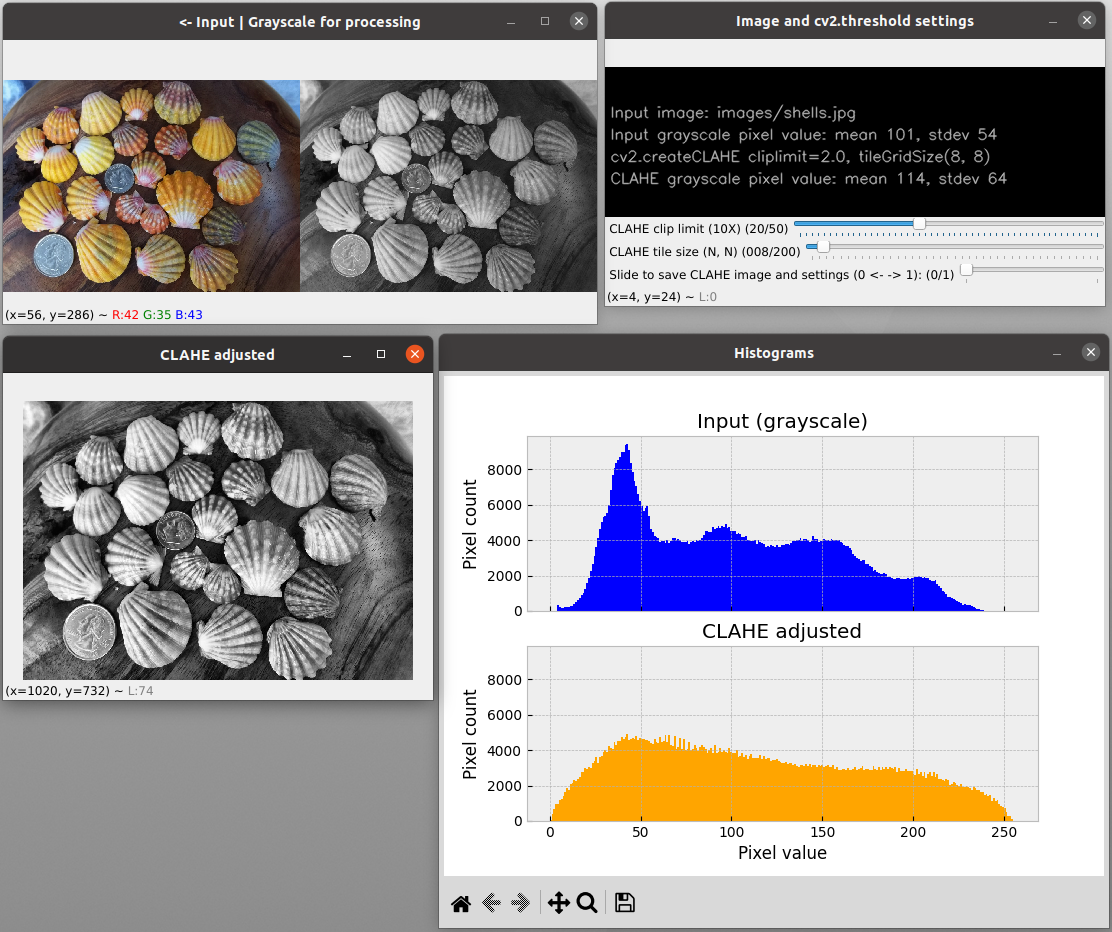 <- Input | Grayscale for processing
(x=56, y=286) ~ R:42 G:35 B:43
Image and cv2.threshold settings
Input image: images/shells.jpg
Input grayscale pixel value: mean 101, stdev 54
cv2.createCLAHE cliplimit=2.0, tileGridSize(8, 8)
CLAHE grayscale pixel value: mean 114, stdev 64
CLAHE clip limit (10X) (20/50)
CLAHE tile size (N, N) (008/200)
Slide to save CLAHE image and settings (0 <- -> 1): (0/1)
(x=4, y=24) ~ L:0
CLAHE adjusted
(x=1020, y=732) ~ L:74
Histograms
Input (grayscale)
Pixel count
8000
6000
4000
2000
0
CLAHE adjusted
Pixel count
8000
6000
4000
2000
0
0 50 100 150 200 250
Pixel value